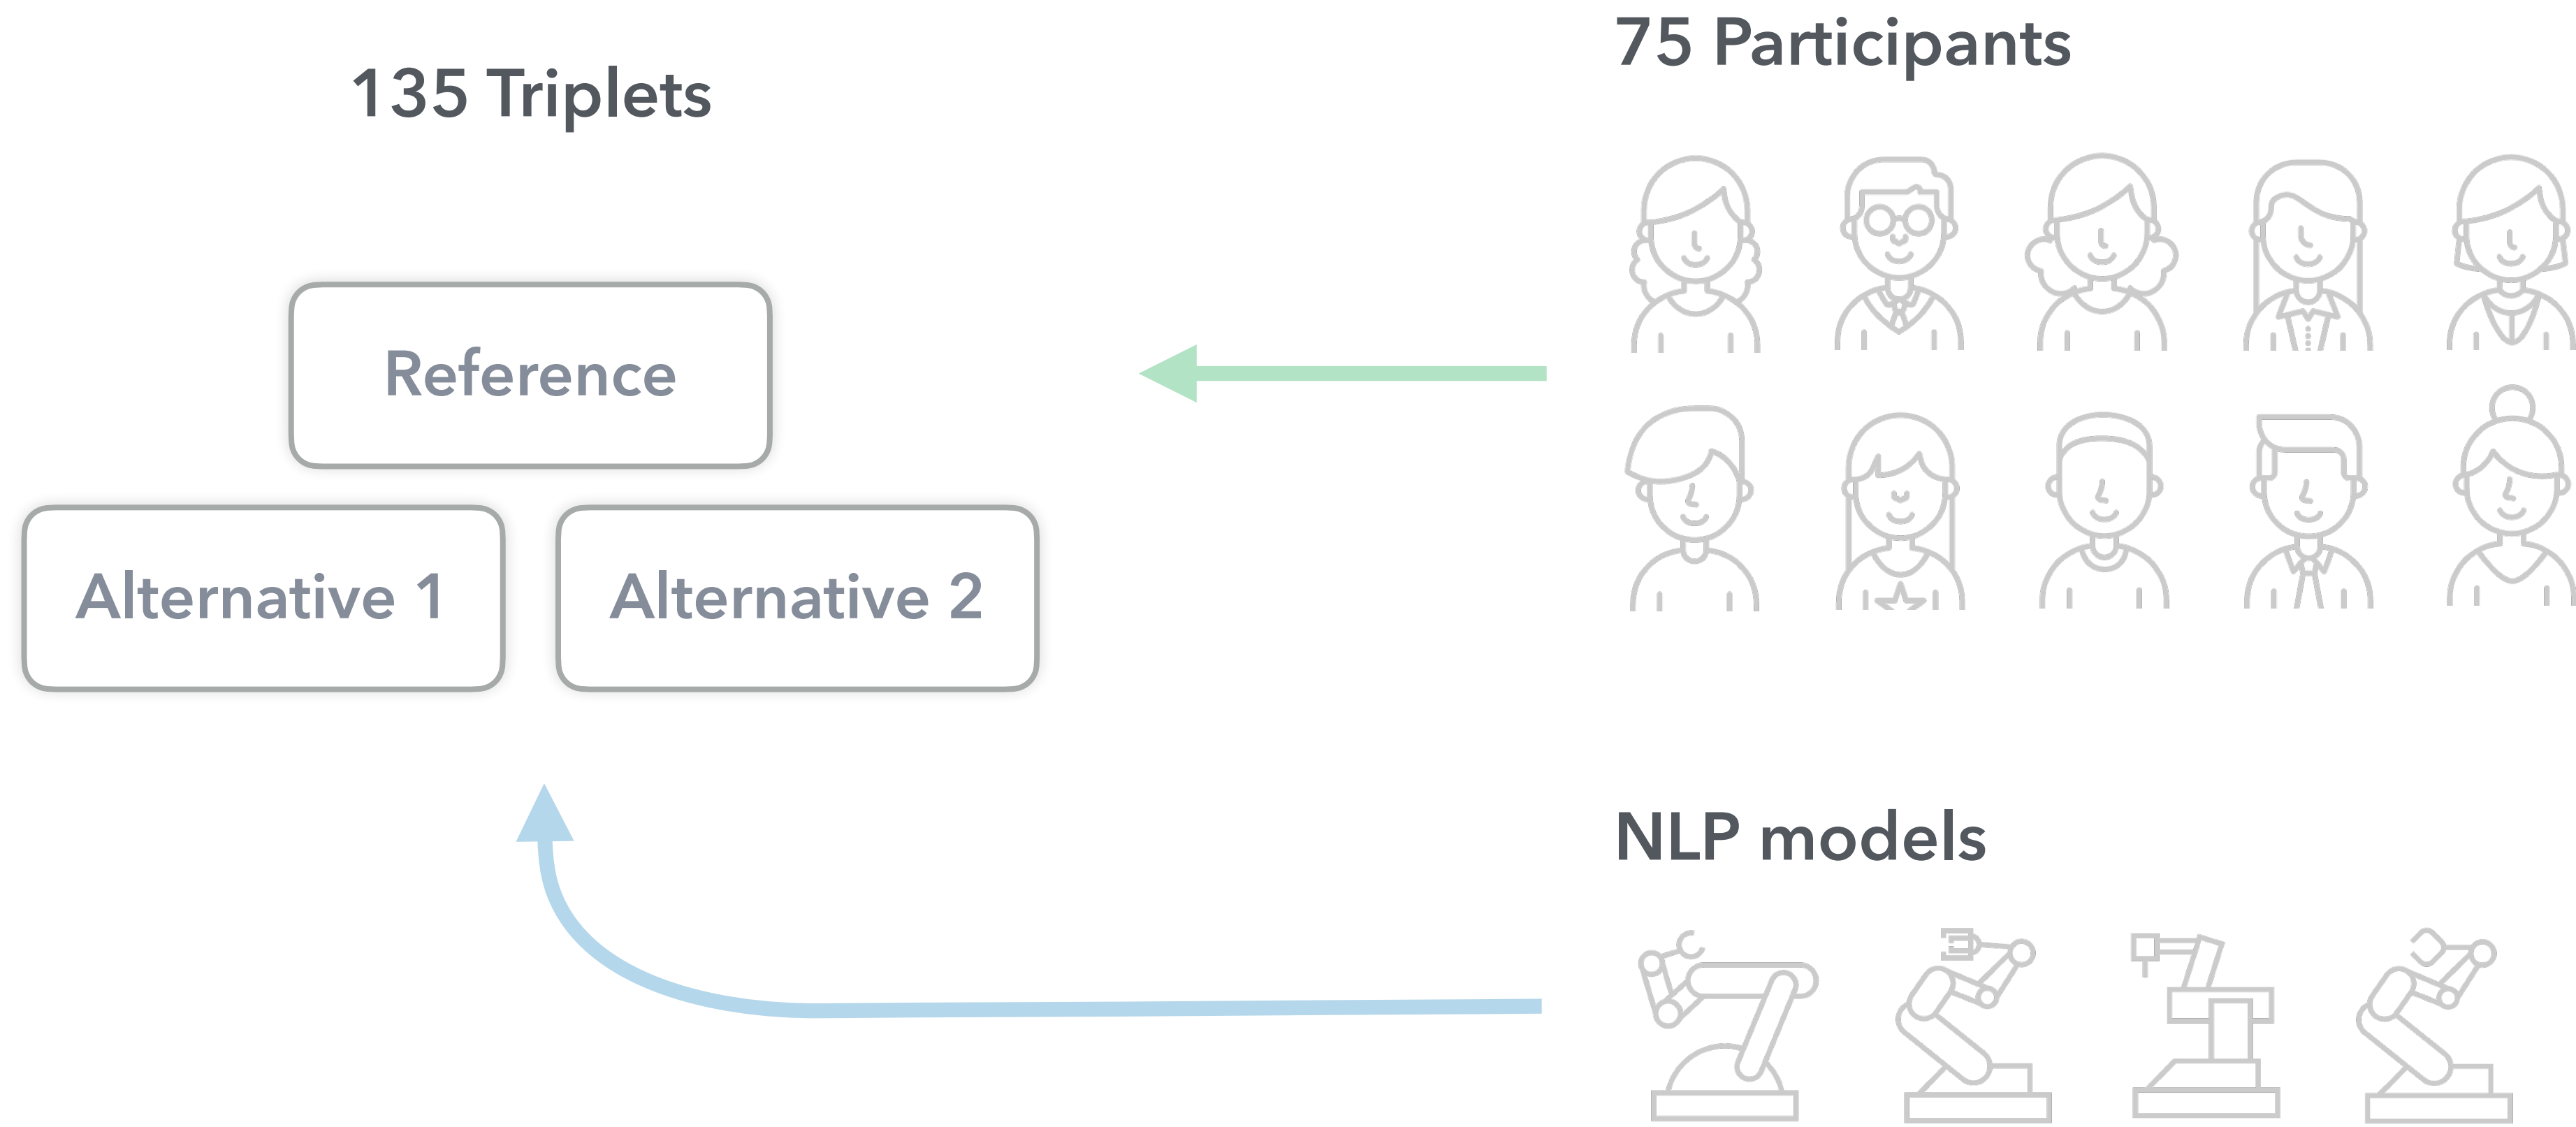 135 Triplets
Reference
Alternative 1
Alternative 2
75 Participants
NLP models